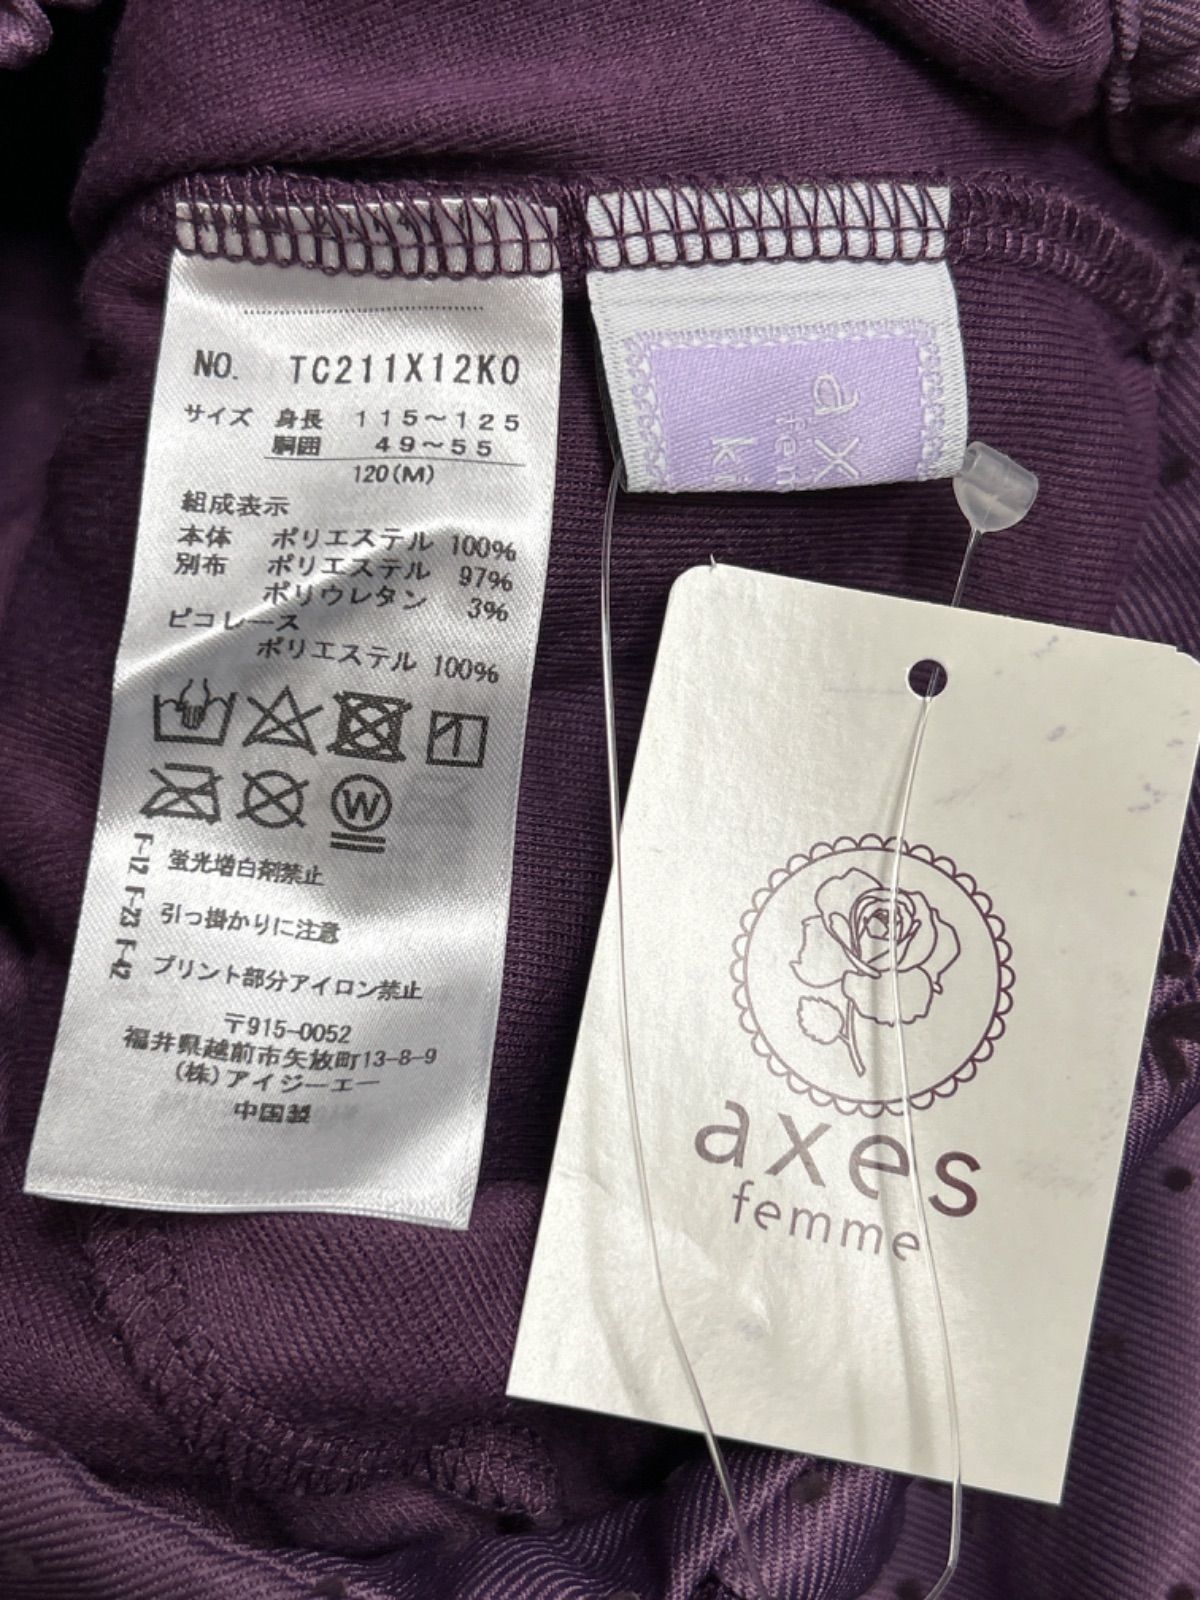 NO. TC211X12K0
サイズ 身長 115～125
胴囲 49～55
120(M)
組成表示
本体 ポリエステル 100%
別布 ポリエステル 97%
ポリウレタン 3%
ピコレース
ポリエステル 100%
W
F-12 蛍光増白剤禁止
F-23 引っ掛かりに注意
F-42 プリント部分アイロン禁止
〒915-0052
福井県越前市矢放町13-8-9
(株)アイジーエー
中国製
ax
fem
k
axes
femme